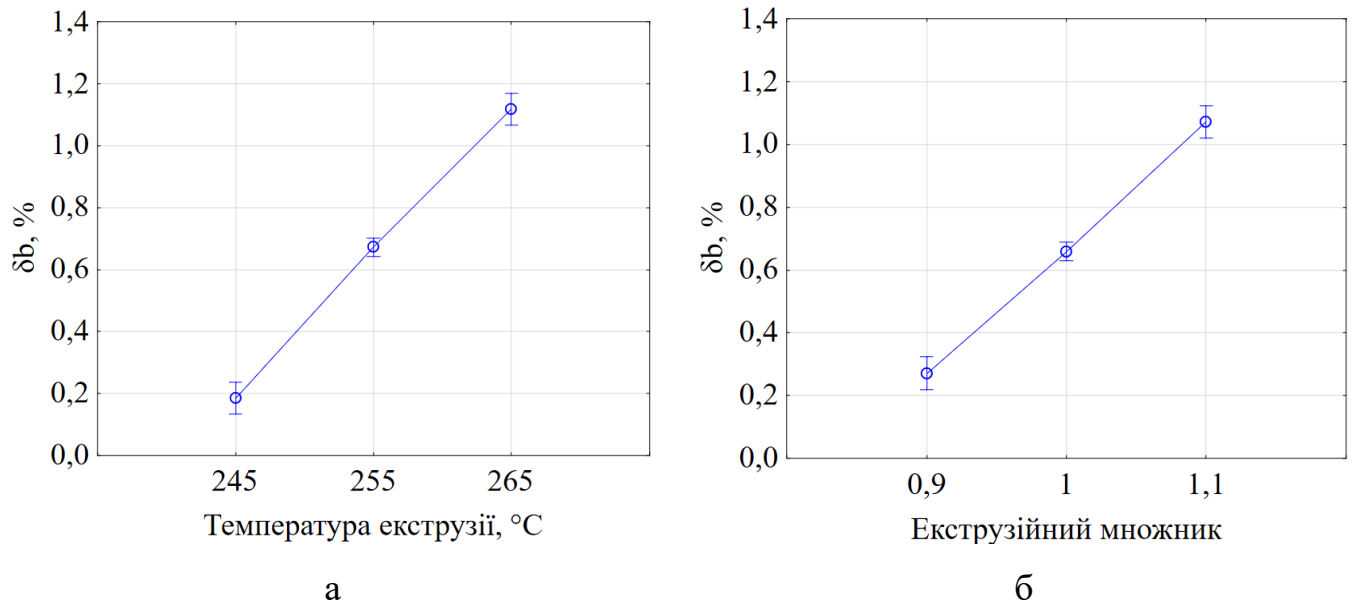 1,4
1,2
1,0
0,8
0,6
0,4
0,2
0,0
δb, %
245 255 265
Температура екструзії, °C
а
1,4
1,2
1,0
0,8
0,6
0,4
0,2
0,0
δb, %
0,9 1 1,1
Екструзійний множник
б